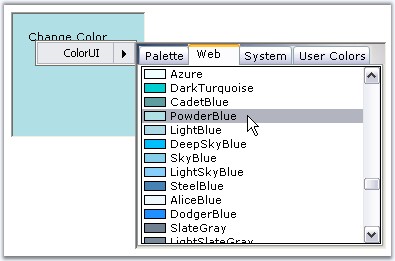 Change Color
ColorUI
Palette Web System User Colors
Azure
DarkTurquoise
CadetBlue
PowderBlue
LightBlue
DeepSkyBlue
SkyBlue
LightSkyBlue
SteelBlue
AliceBlue
DodgerBlue
SlateGray
LightSlateGray